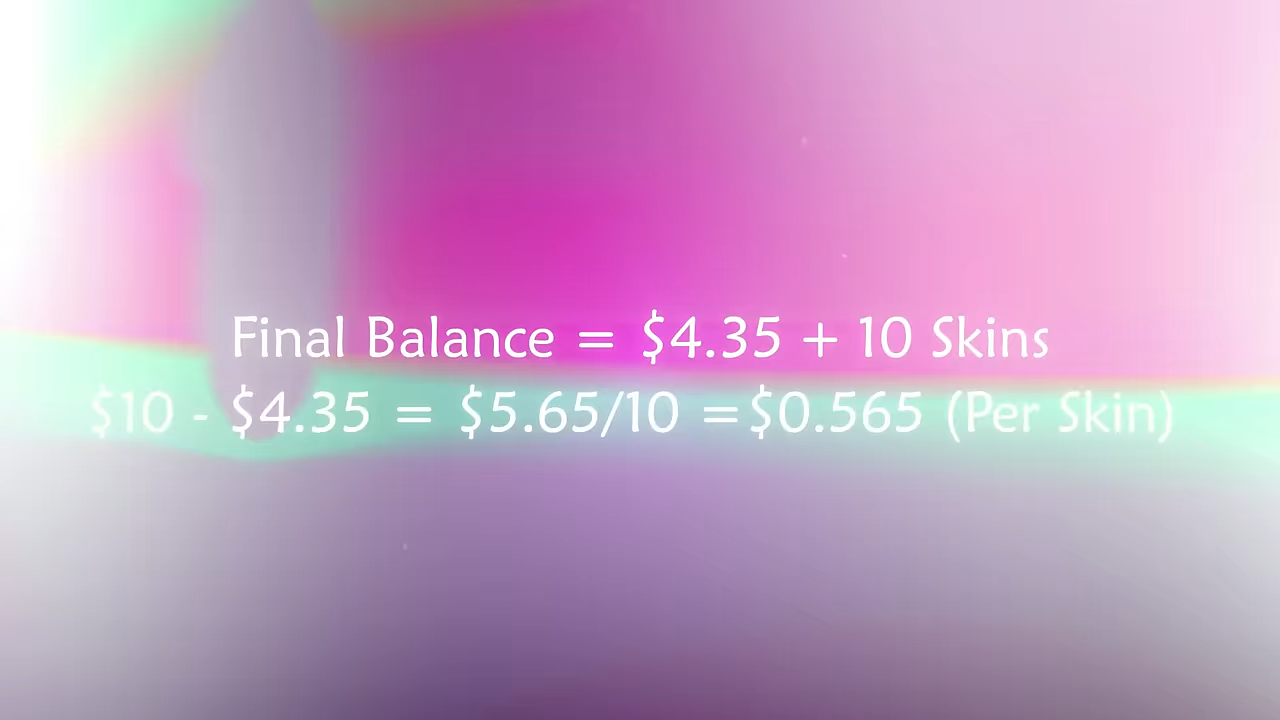 Final Balance = $4.35 + 10 Skins
$10 - $4.35 = $5.65/10 =$0.565 (Per Skin)